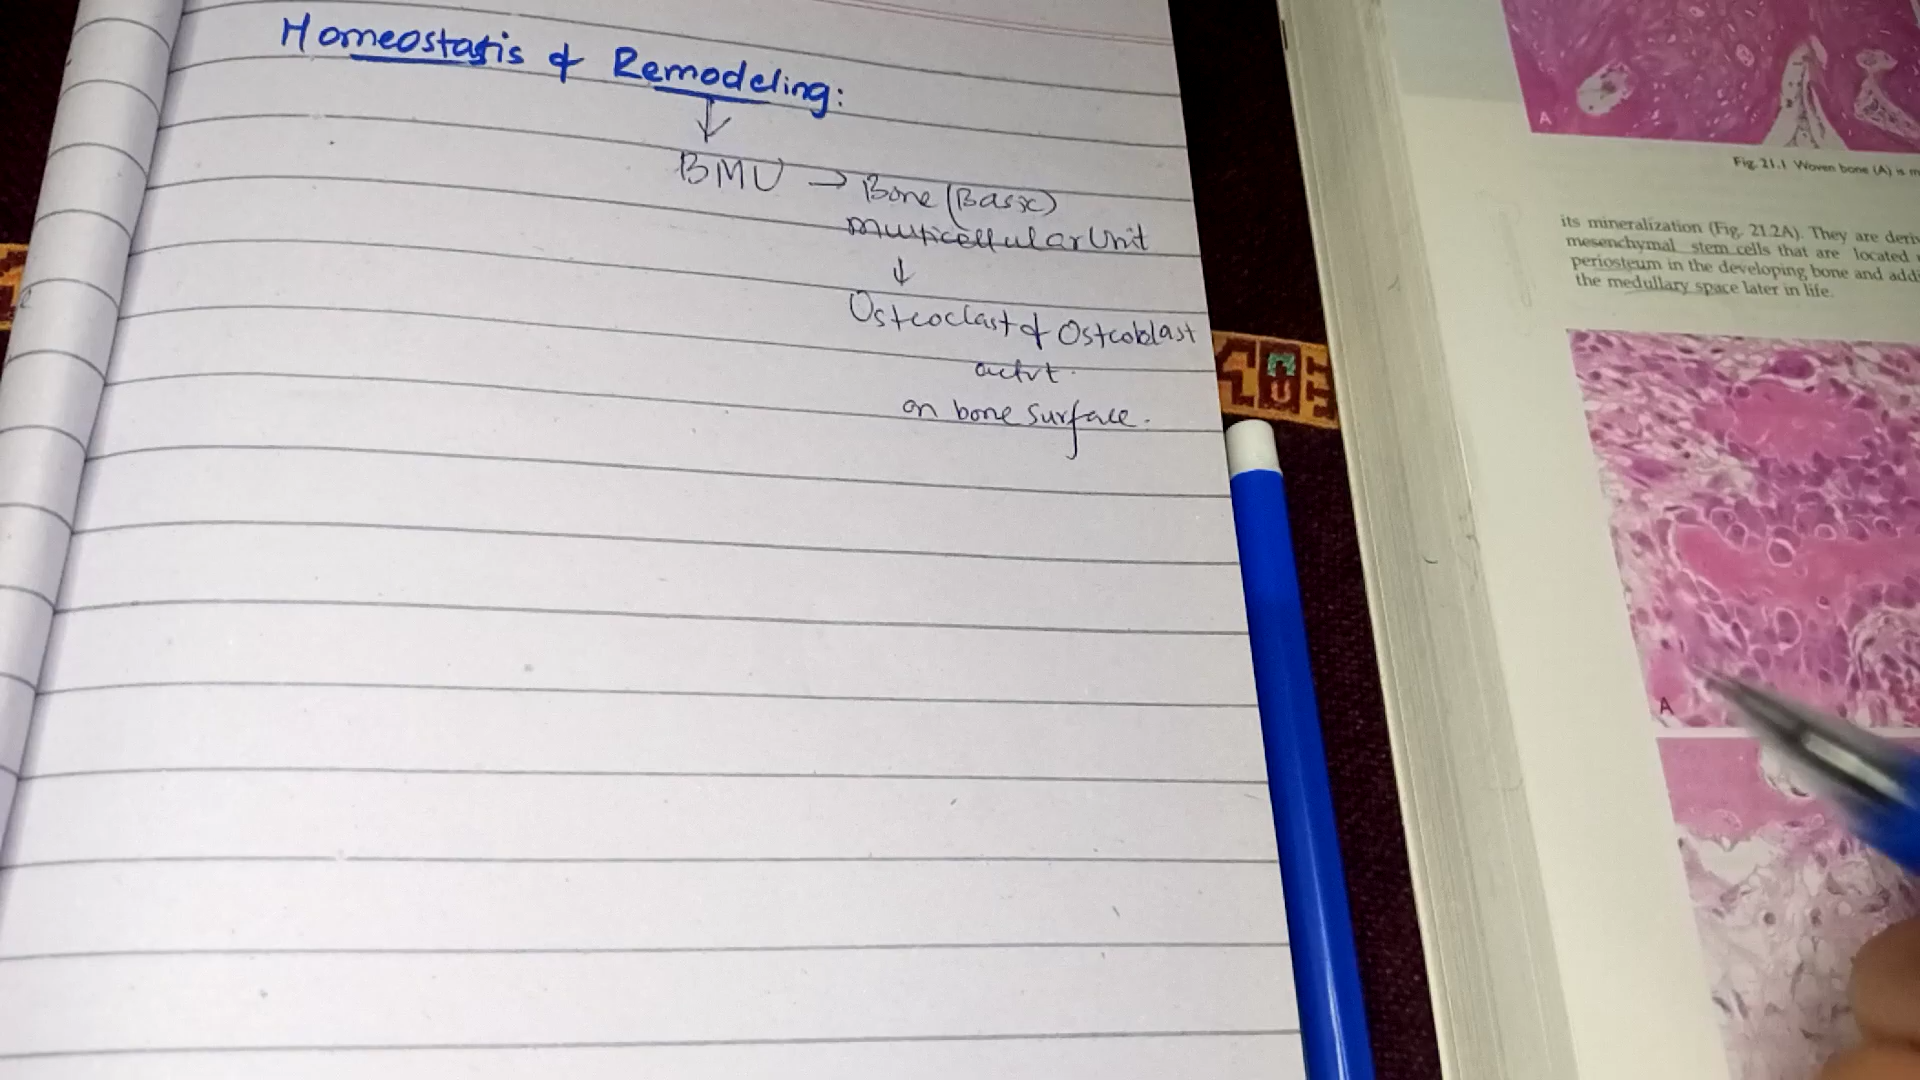 Homeostasis & Remodeling:
↓
BMU → Bone (Basic)
Multicellular Unit
↓
Osteoclast & Osteoblast
on bone surface.
A
Fig. 21.1 Woven bone (A) is m
its mineralization (Fig. 21.2A). They are deriv
mesenchymal stem cells that are located
periosteum in the developing bone and addi
the medullary space later in life.
A